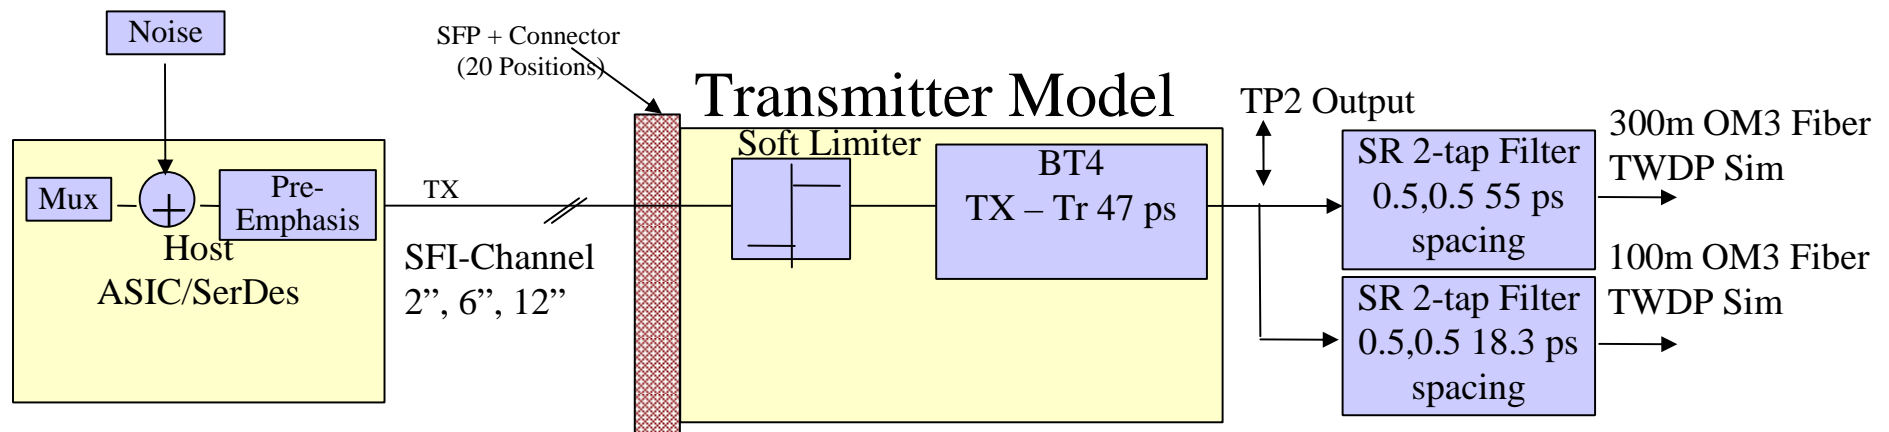 Noise
SFP + Connector
(20 Positions)
Transmitter Model
TP2 Output
Mux
+
Pre-
Emphasis
Host
ASIC/SerDes
TX
SFI-Channel
2”, 6”, 12”
Soft Limiter
BT4
TX – Tr 47 ps
SR 2-tap Filter
0.5,0.5 55 ps
spacing
300m OM3 Fiber
TWDP Sim
SR 2-tap Filter
0.5,0.5 18.3 ps
spacing
100m OM3 Fiber
TWDP Sim